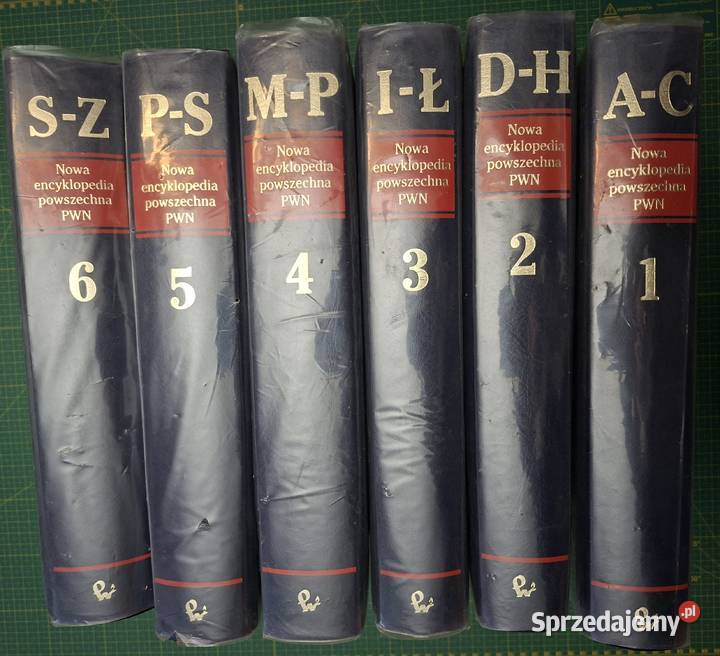 S-Z
Nowa
encyklopedia
powszechna
PWN
6
P-S
Nowa
encyklopedia
powszechna
PWN
5
M-P
Nowa
encyklopedia
powszechna
PWN
4
I-Ł
Nowa
encyklopedia
powszechna
PWN
3
D-H
Nowa
encyklopedia
powszechna
PWN
2
A-C
Nowa
encyklopedia
powszechna
PWN
1
Sprzedajemy.pl